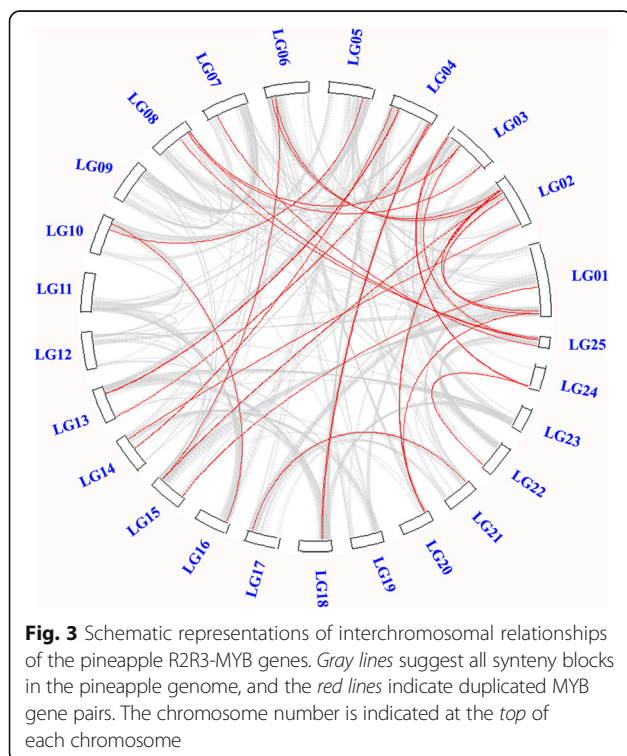 LG05
LG06
LG04
LG07
LG03
LG08
LG02
LG09
LG10
LG01
LG11
LG25
LG12
LG24
LG13
LG23
LG14
LG22
LG15
LG21
LG16
LG20
LG17
LG19
LG18
Fig. 3 Schematic representations of interchromosomal relationships
of the pineapple R2R3-MYB genes. Gray lines suggest all synteny blocks
in the pineapple genome, and the red lines indicate duplicated MYB
gene pairs. The chromosome number is indicated at the top of
each chromosome